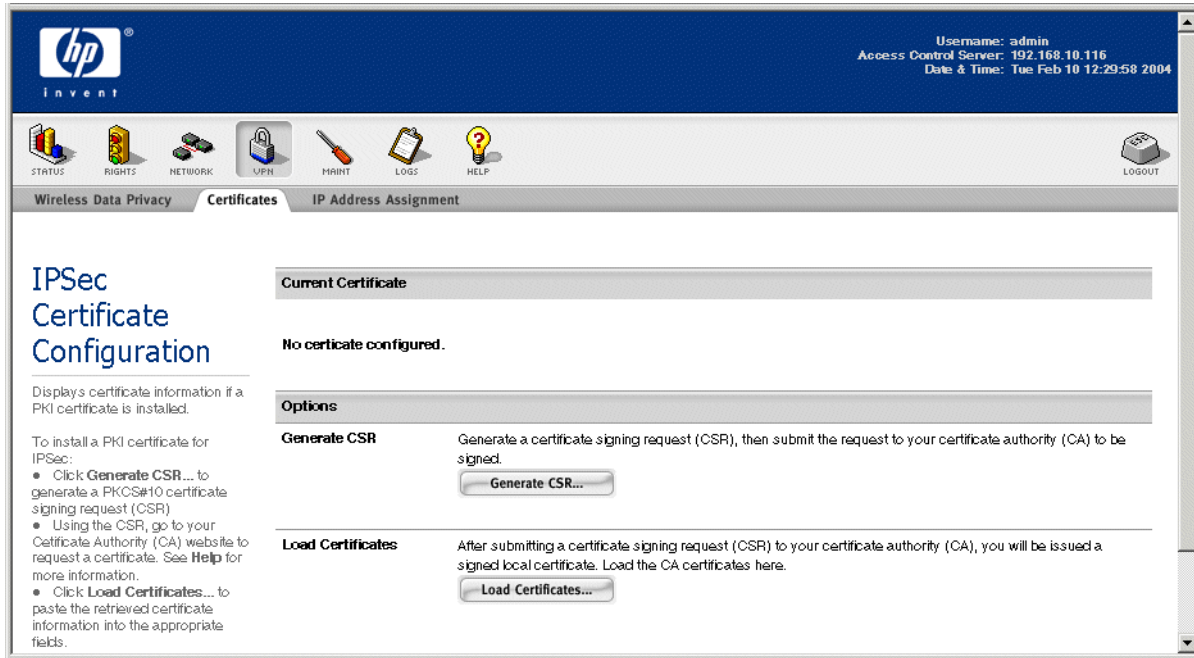 hp
®
invent
Username: admin
Access Control Server: 192.168.10.116
Date & Time: Tue Feb 10 12:29:58 2004
STATUS RIGHTS NETWORK VPN MAINT LOGS HELP LOGOUT
Wireless Data Privacy Certificates IP Address Assignment
IPSec
Certificate
Configuration
Displays certificate information if a
PKI certificate is installed.
To install a PKI certificate for
IPSec:
● Click Generate CSR... to
generate a PKCS#10 certificate
signing request (CSR)
● Using the CSR, go to your
Cetificate Authority (CA) website to
request a certificate. See Help for
more information.
● Click Load Certificates... to
paste the retrieved certificate
information into the appropriate
fields.
Current Certificate
No certicate configured.
Options
Generate CSR
Generate a certificate signing request (CSR), then submit the request to your certificate authority (CA) to be
signed.
Generate CSR...
Load Certificates
After submitting a certificate signing request (CSR) to your certificate authority (CA), you will be issued a
signed local certificate. Load the CA certificates here.
Load Certificates...